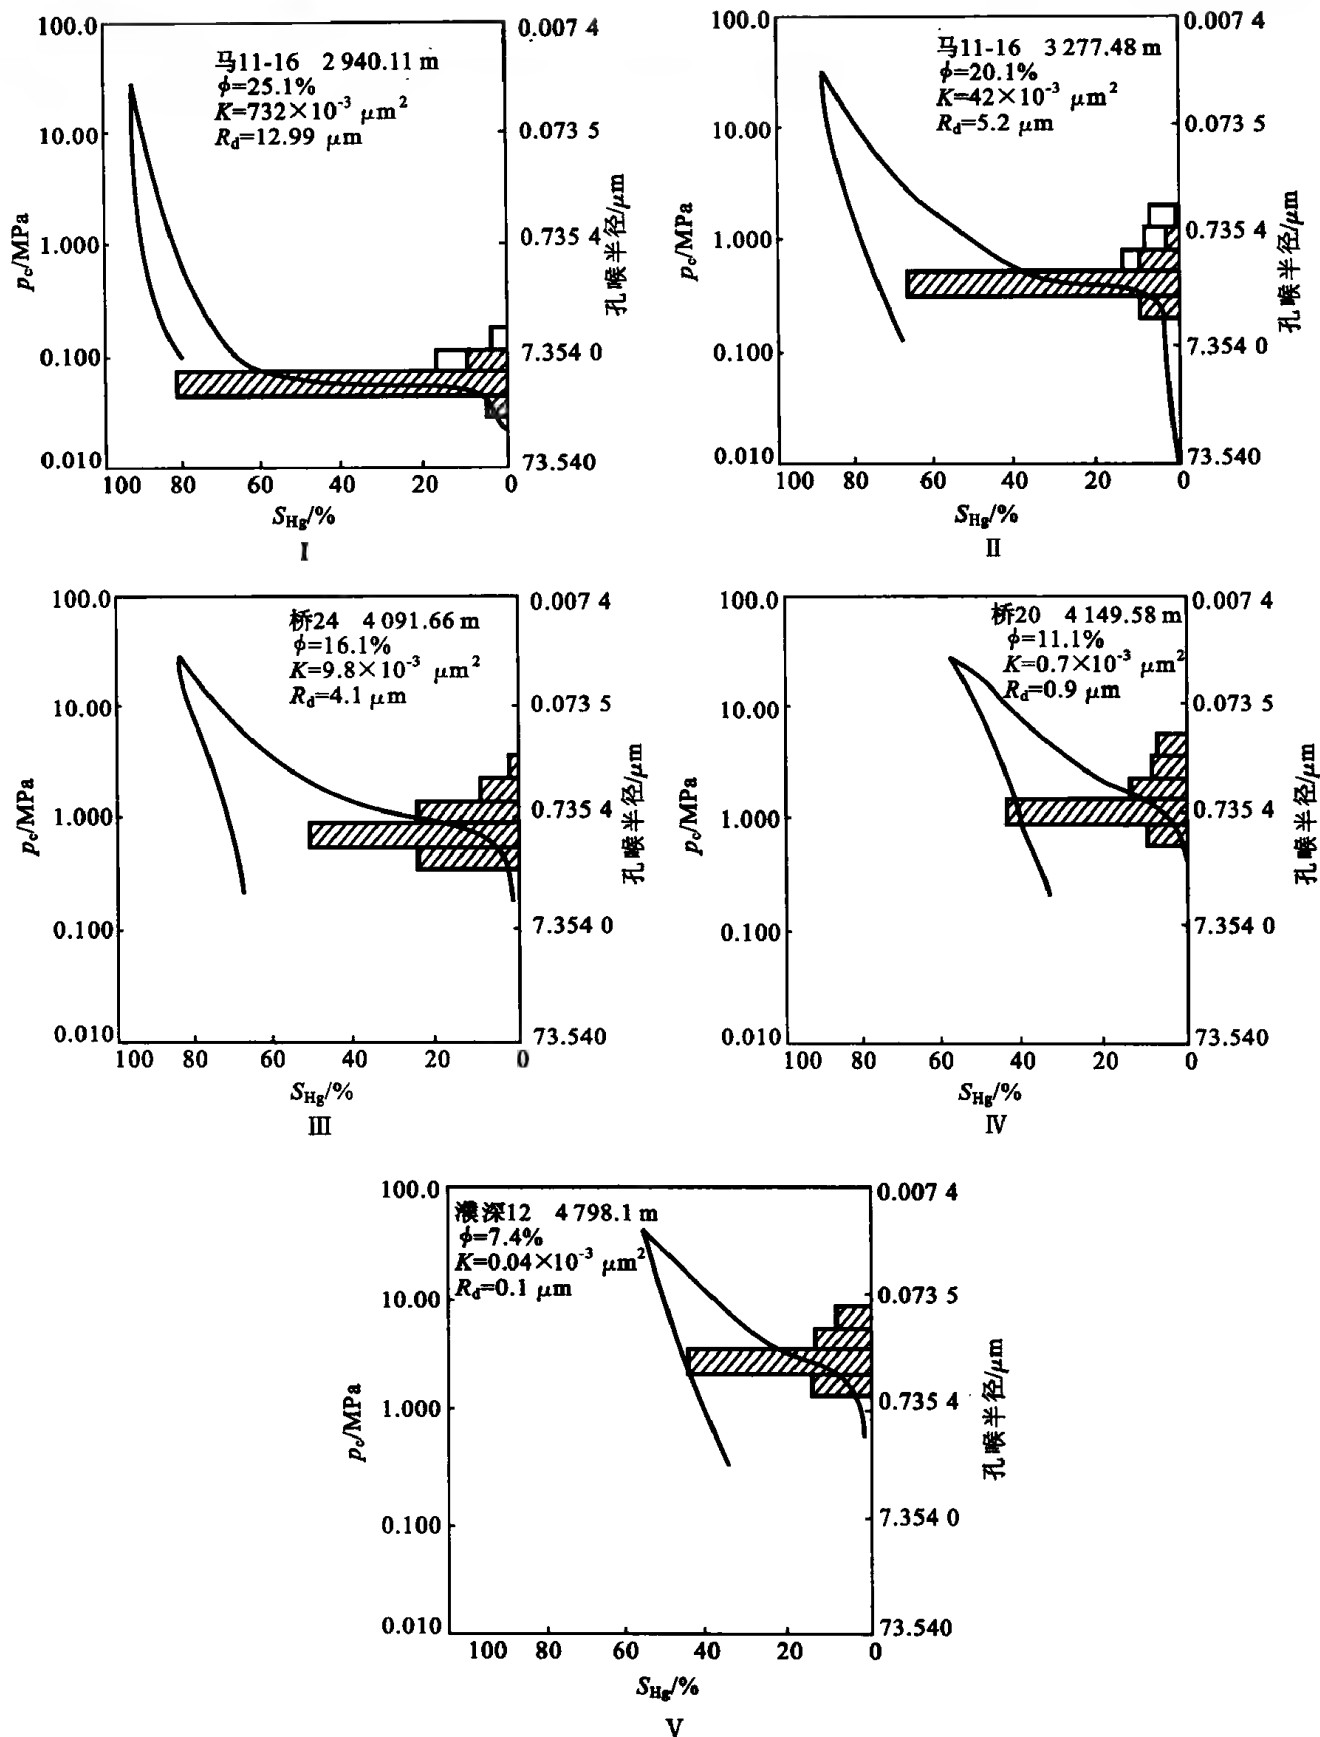 马11-16 2 940.11 m
ϕ=25.1%
K=732×10⁻³ μm²
R_d=12.99 μm
100.0
10.00
1.000
0.100
0.010
p_c/MPa
0.007 4
0.073 5
0.735 4
7.354 0
73.540
孔喉半径/μm
100 80 60 40 20 0
S_Hg/%
I
马11-16 3 277.48 m
ϕ=20.1%
K=42×10⁻³ μm²
R_d=5.2 μm
100.0
10.00
1.000
0.100
0.010
p_c/MPa
0.007 4
0.073 5
0.735 4
7.354 0
73.540
孔喉半径/μm
100 80 60 40 20 0
S_Hg/%
II
桥24 4 091.66 m
ϕ=16.1%
K=9.8×10⁻³ μm²
R_d=4.1 μm
100.0
10.00
1.000
0.100
0.010
p_c/MPa
0.007 4
0.073 5
0.735 4
7.354 0
73.540
孔喉半径/μm
100 80 60 40 20 0
S_Hg/%
III
桥20 4 149.58 m
ϕ=11.1%
K=0.7×10⁻³ μm²
R_d=0.9 μm
100.0
10.00
1.000
0.100
0.010
p_c/MPa
0.007 4
0.073 5
0.735 4
7.354 0
73.540
孔喉半径/μm
100 80 60 40 20 0
S_Hg/%
IV
濮深12 4 798.1 m
ϕ=7.4%
K=0.04×10⁻³ μm²
R_d=0.1 μm
100.0
10.00
1.000
0.100
0.010
p_c/MPa
0.007 4
0.073 5
0.735 4
7.354 0
73.540
孔喉半径/μm
100 80 60 40 20 0
S_Hg/%
V